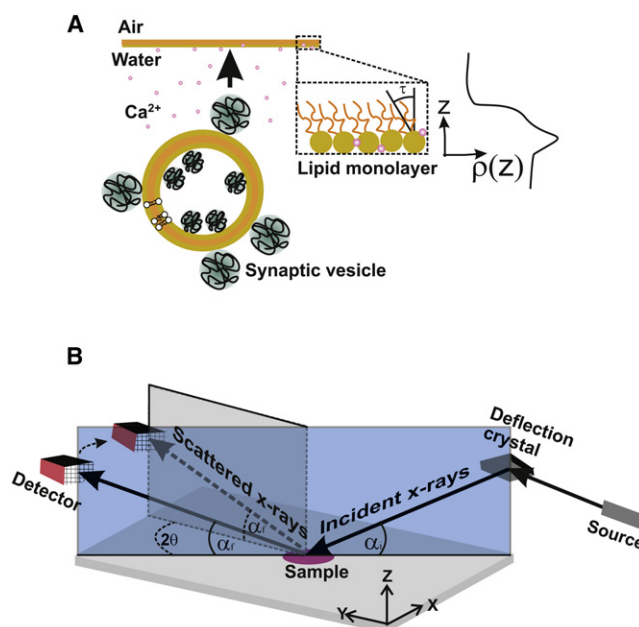 A
Air
Water
Ca2+
τ
Z
Lipid monolayer
ρ(z)
Synaptic vesicle
B
Deflection
crystal
Scattered x-rays
Incident x-rays
Detector
Source
2θ
αf
αf
αi
Sample
Z
Y
X